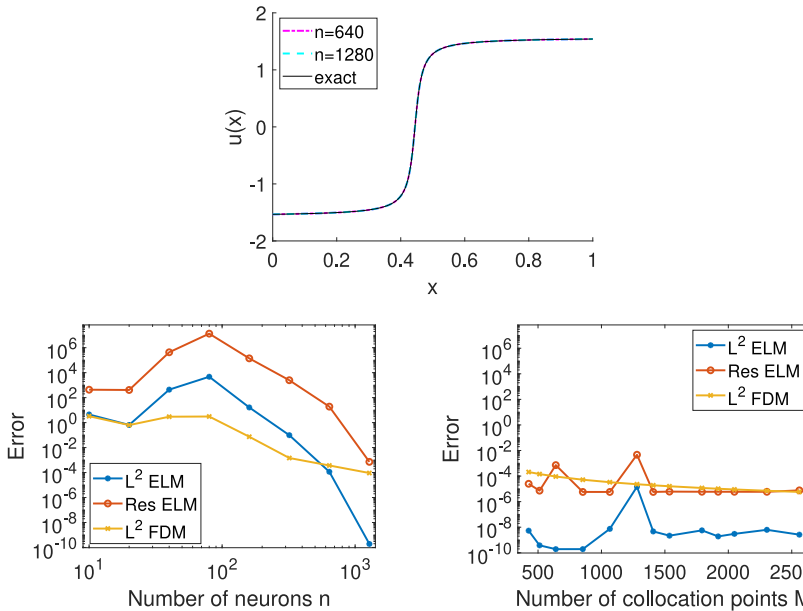 2
1
0
-1
-2
u(x)
n=640
n=1280
exact
0
0.2
0.4
0.6
0.8
1
x
10^6
10^4
10^2
10^0
10^-2
10^-4
10^-6
10^-8
10^-10
Error
L^2 ELM
Res ELM
L^2 FDM
10^1
10^2
10^3
Number of neurons n
10^6
10^4
10^2
10^0
10^-2
10^-4
10^-6
10^-8
10^-10
Error
L^2 ELM
Res ELM
L^2 FDM
500
1000
1500
2000
Number of collocation points